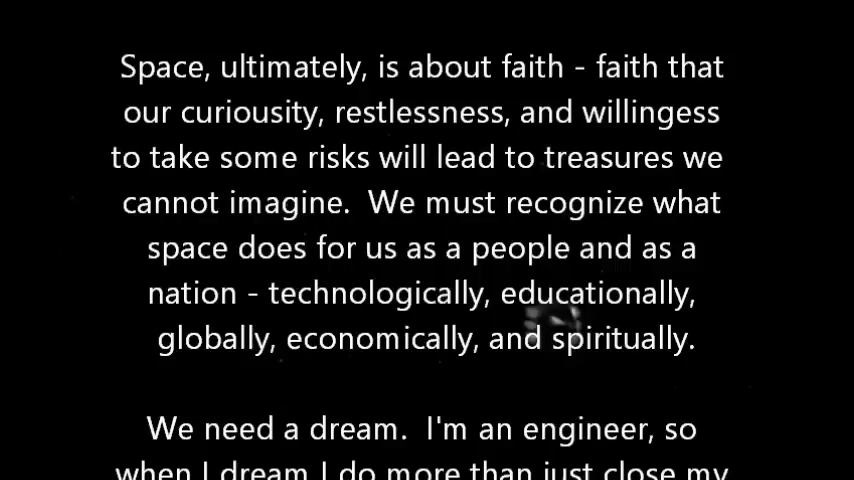 Space, ultimately, is about faith - faith that
our curiousity, restlessness, and willingess
to take some risks will lead to treasures we
cannot imagine.  We must recognize what
space does for us as a people and as a
nation - technologically, educationally,
globally, economically, and spiritually.
We need a dream.  I'm an engineer, so
when I dream I do more than just close my